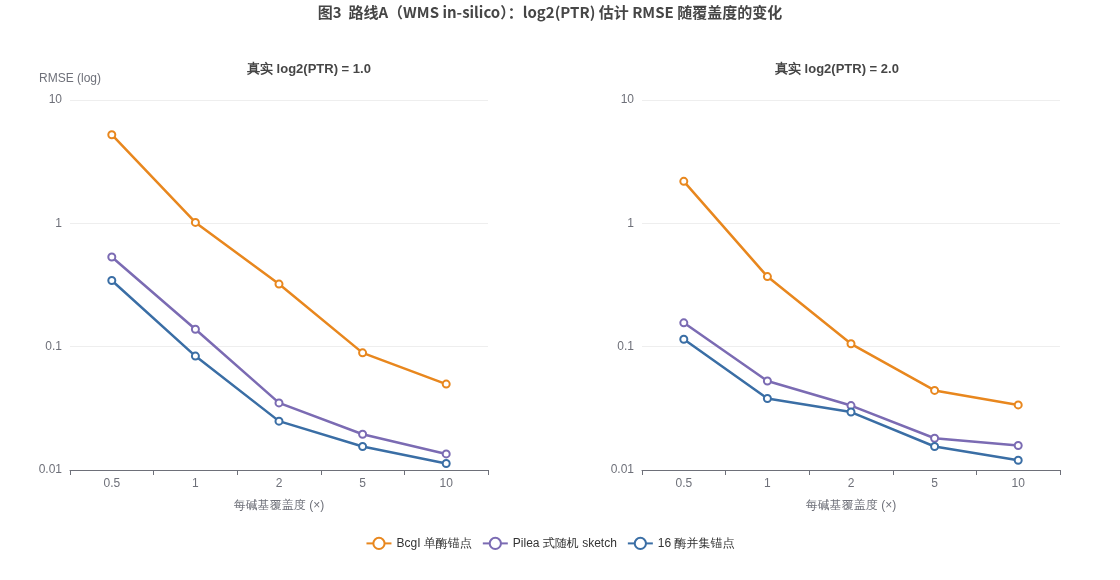 图3 路线A（WMS in-silico）：log2(PTR) 估计 RMSE 随覆盖度的变化
真实 log2(PTR) = 1.0
真实 log2(PTR) = 2.0
RMSE (log)
10
1
0.1
0.01
0.5 1 2 5 10
每碱基覆盖度 (×)
10
1
0.1
0.01
0.5 1 2 5 10
每碱基覆盖度 (×)
BcgI 单酶锚点 Pilea 式随机 sketch 16 酶并集锚点